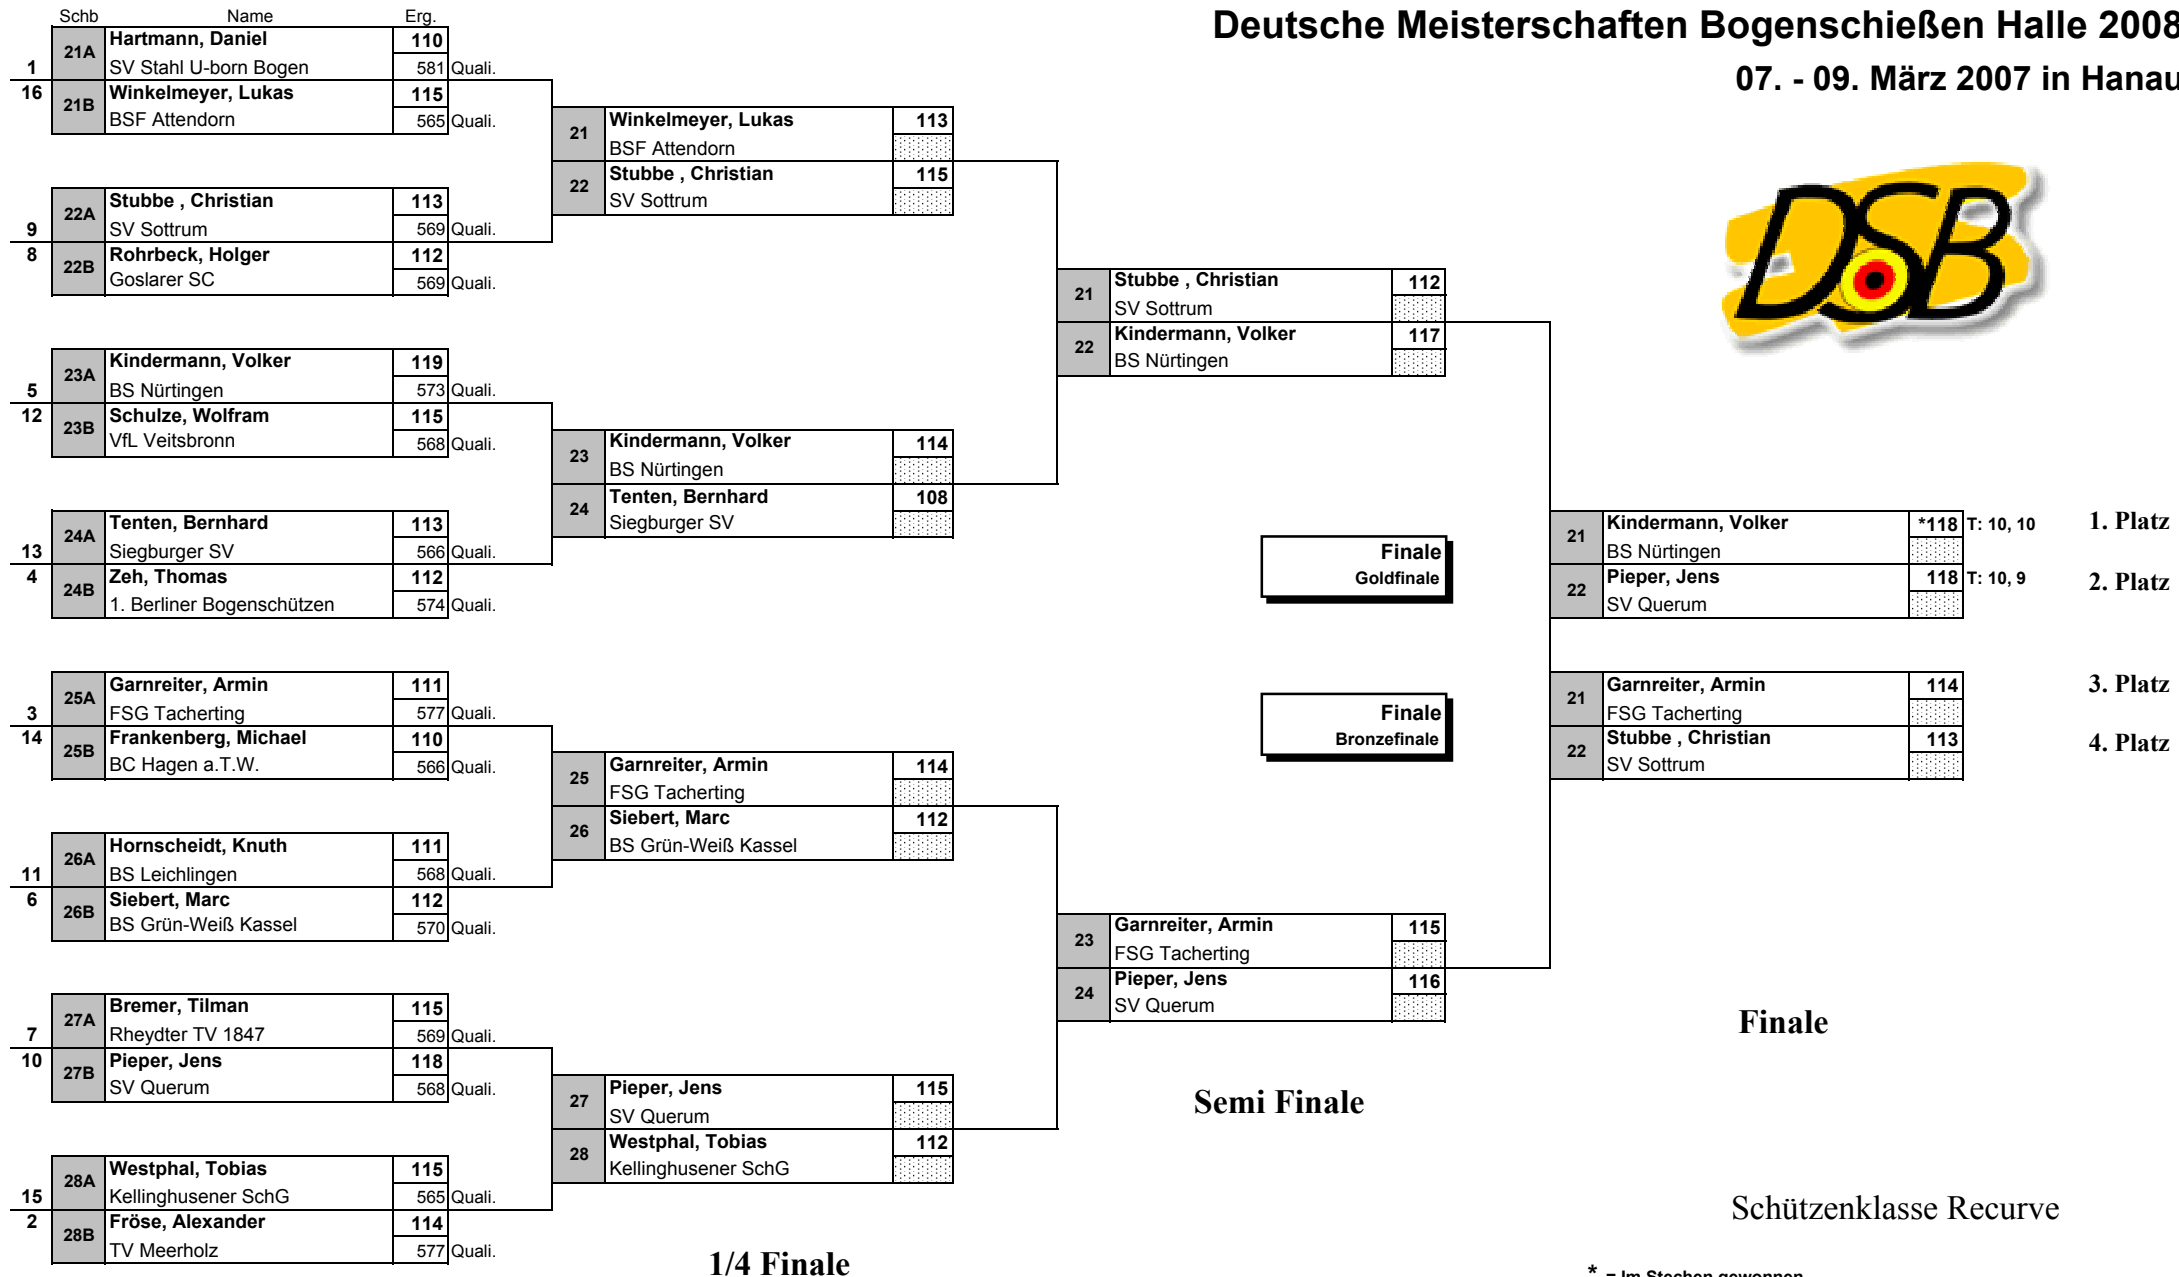 Deutsche Meisterschaften Bogenschießen Halle 2008
07. - 09. März 2007 in Hanau
DSB
Schb Name Erg.
21A Hartmann, Daniel 110
1 SV Stahl U-born Bogen 581 Quali.
16 21B Winkelmeyer, Lukas 115
BSF Attendorn 565 Quali.
22A Stubbe , Christian 113
9 SV Sottrum 569 Quali.
8 22B Rohrbeck, Holger 112
Goslarer SC 569 Quali.
23A Kindermann, Volker 119
5 BS Nürtingen 573 Quali.
12 23B Schulze, Wolfram 115
VfL Veitsbronn 568 Quali.
24A Tenten, Bernhard 113
13 Siegburger SV 566 Quali.
4 24B Zeh, Thomas 112
1. Berliner Bogenschützen 574 Quali.
25A Garnreiter, Armin 111
3 FSG Tacherting 577 Quali.
14 25B Frankenberg, Michael 110
BC Hagen a.T.W. 566 Quali.
26A Hornscheidt, Knuth 111
11 BS Leichlingen 568 Quali.
6 26B Siebert, Marc 112
BS Grün-Weiß Kassel 570 Quali.
27A Bremer, Tilman 115
7 Rheydter TV 1847 569 Quali.
10 27B Pieper, Jens 118
SV Querum 568 Quali.
28A Westphal, Tobias 115
15 Kellinghusener SchG 565 Quali.
2 28B Fröse, Alexander 114
TV Meerholz 577 Quali.
21 Winkelmeyer, Lukas 113
BSF Attendorn
22 Stubbe , Christian 115
SV Sottrum
23 Kindermann, Volker 114
BS Nürtingen
24 Tenten, Bernhard 108
Siegburger SV
25 Garnreiter, Armin 114
FSG Tacherting
26 Siebert, Marc 112
BS Grün-Weiß Kassel
27 Pieper, Jens 115
SV Querum
28 Westphal, Tobias 112
Kellinghusener SchG
1/4 Finale
21 Stubbe , Christian 112
SV Sottrum
22 Kindermann, Volker 117
BS Nürtingen
Finale
Goldfinale
Finale
Bronzefinale
23 Garnreiter, Armin 115
FSG Tacherting
24 Pieper, Jens 116
SV Querum
Semi Finale
21 Kindermann, Volker *118 T: 10, 10 1. Platz
BS Nürtingen
22 Pieper, Jens 118 T: 10, 9 2. Platz
SV Querum
21 Garnreiter, Armin 114 3. Platz
FSG Tacherting
22 Stubbe , Christian 113 4. Platz
SV Sottrum
Finale
Schützenklasse Recurve
* = Im Stechen gewonnen